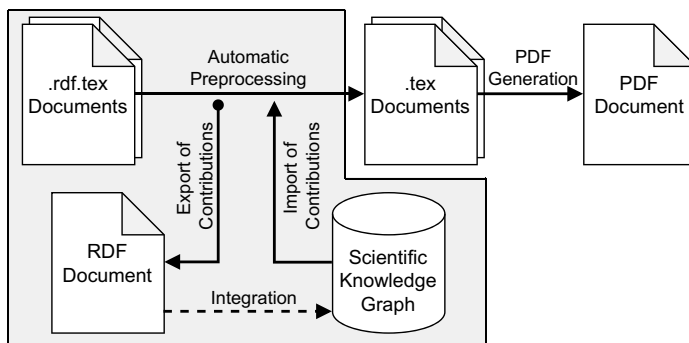 .rdf.tex
Documents
Automatic
Preprocessing
.tex
Documents
PDF
Generation
PDF
Document
Export of
Contributions
Import of
Contributions
RDF
Document
Integration
Scientific
Knowledge
Graph